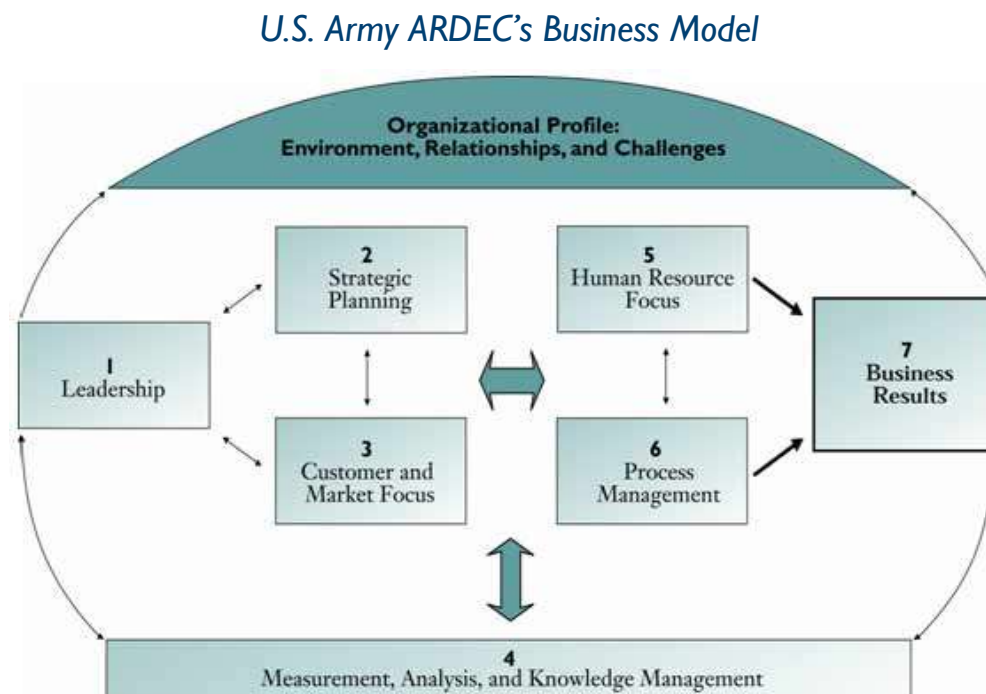 U.S. Army ARDEC's Business Model
Organizational Profile:
Environment, Relationships, and Challenges
2
Strategic
Planning
5
Human Resource
Focus
1
Leadership
7
Business
Results
3
Customer and
Market Focus
6
Process
Management
4
Measurement, Analysis, and Knowledge Management